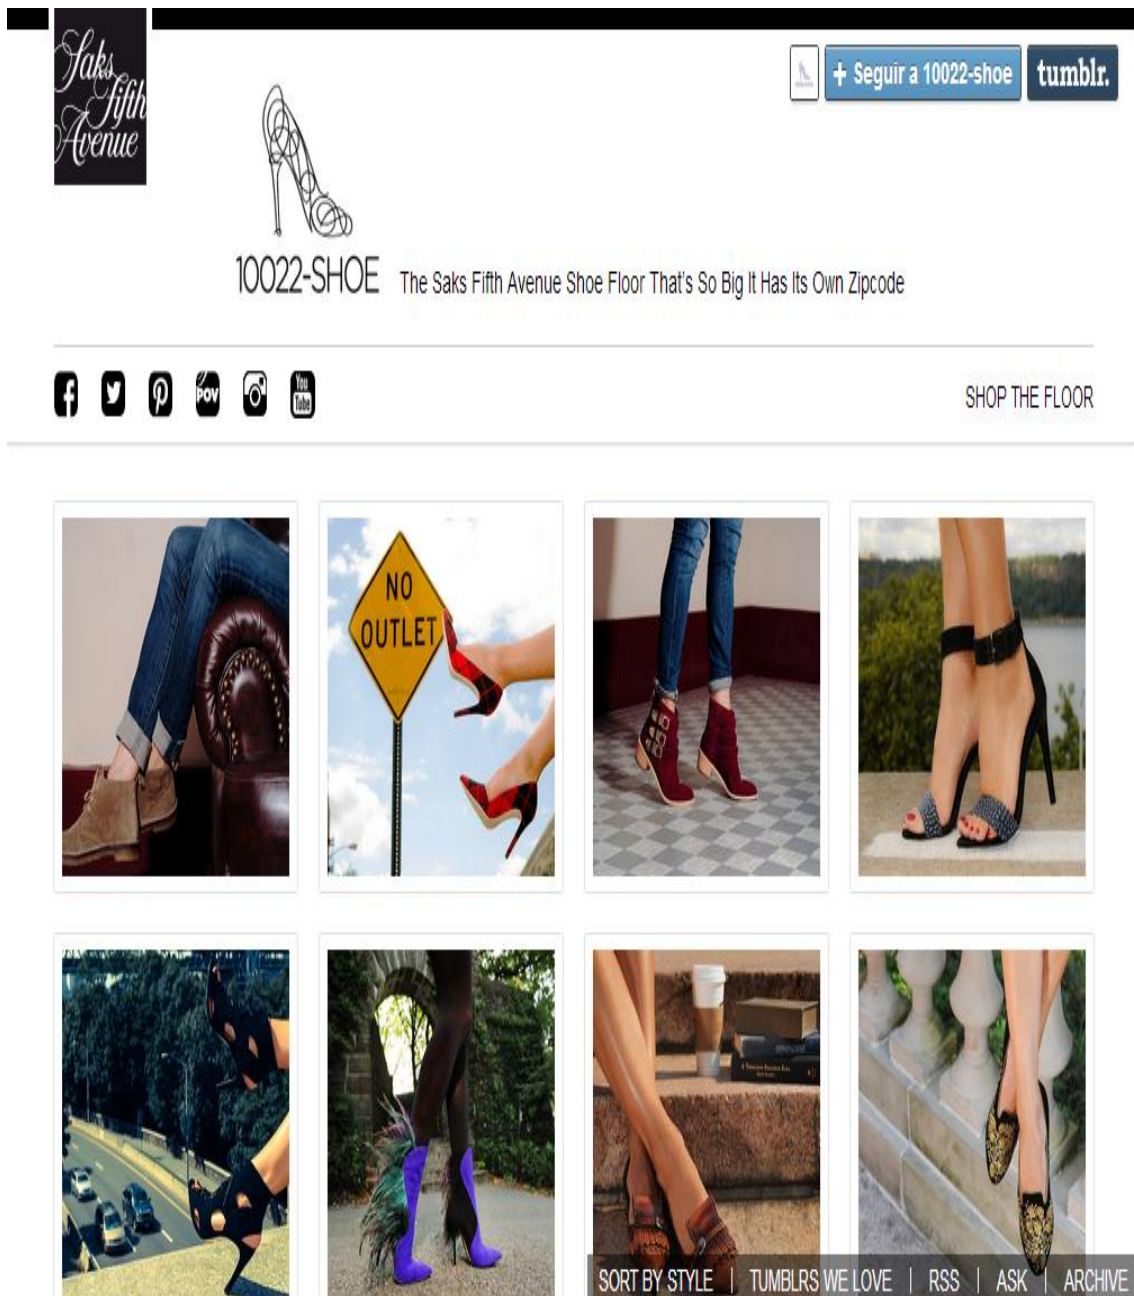 Saks
Fifth
Avenue
+ Seguir a 10022-shoe
tumblr.
10022-SHOE
The Saks Fifth Avenue Shoe Floor That's So Big It Has Its Own Zipcode
POV
You
Tube
SHOP THE FLOOR
NO
OUTLET
SORT BY STYLE | TUMBLRS WE LOVE | RSS | ASK | ARCHIVE